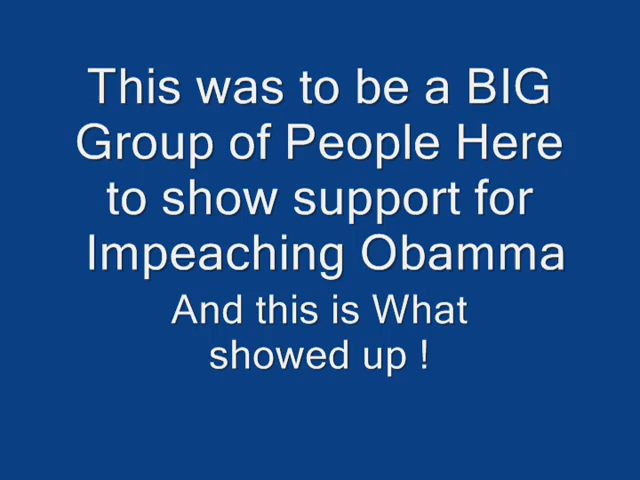 This was to be a BIG
Group of People Here
to show support for
Impeaching Obamma
And this is What
showed up !